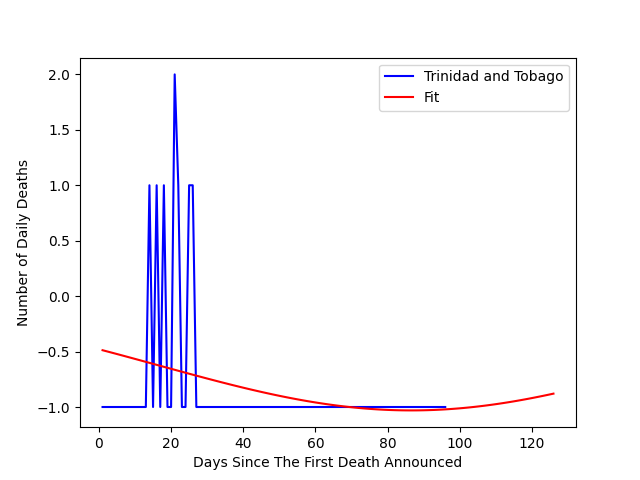 Trinidad and Tobago
Fit
2.0
1.5
1.0
0.5
0.0
−0.5
−1.0
Number of Daily Deaths
0 20 40 60 80 100 120
Days Since The First Death Announced